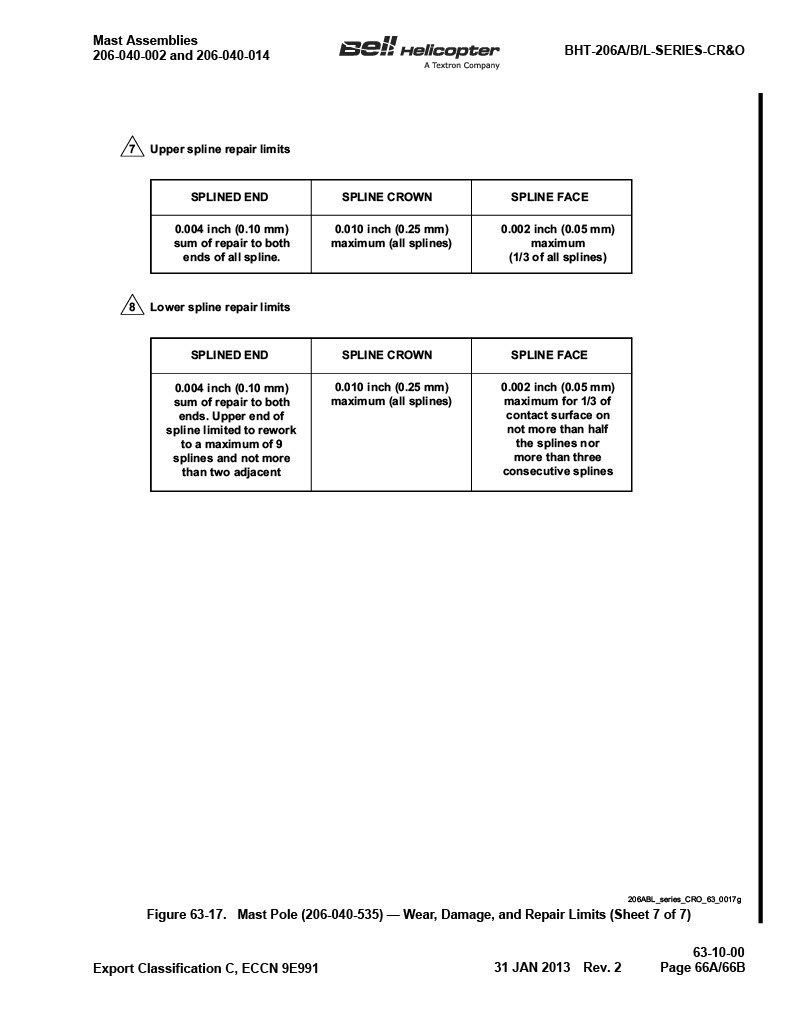 Mast Assemblies
206-040-002 and 206-040-014
Bell Helicopter
A Textron Company
BHT-206A/B/L-SERIES-CR&O
7 Upper spline repair limits
SPLINED END SPLINE CROWN SPLINE FACE
0.004 inch (0.10 mm) 0.010 inch (0.25 mm) 0.002 inch (0.05 mm)
sum of repair to both maximum (all splines) maximum
ends of all spline. (1/3 of all splines)
8 Lower spline repair limits
SPLINED END SPLINE CROWN SPLINE FACE
0.004 inch (0.10 mm) 0.010 inch (0.25 mm) 0.002 inch (0.05 mm)
sum of repair to both maximum (all splines) maximum for 1/3 of
ends. Upper end of contact surface on
spline limited to rework not more than half
to a maximum of 9 the splines nor
splines and not more more than three
than two adjacent consecutive splines
206ABL_series_CRO_63_0017g
Figure 63-17. Mast Pole (206-040-535) — Wear, Damage, and Repair Limits (Sheet 7 of 7)
63-10-00
Export Classification C, ECCN 9E991 31 JAN 2013 Rev. 2 Page 66A/66B